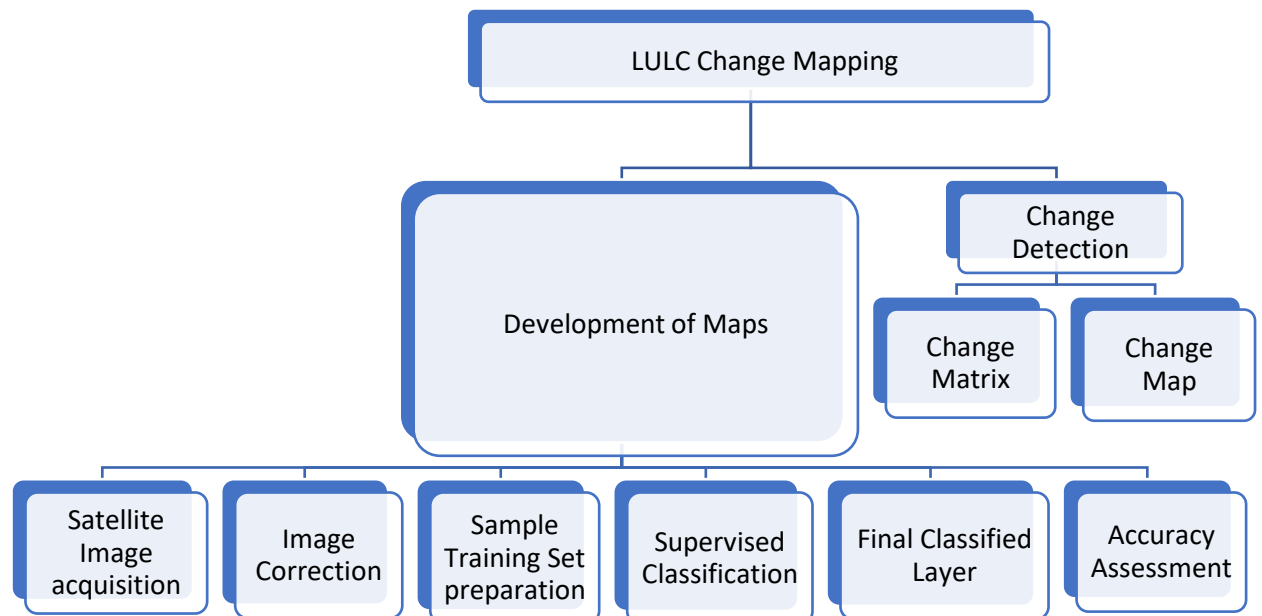 LULC Change Mapping
Development of Maps
Change
Detection
Change
Matrix
Change
Map
Satellite
Image
acquisition
Image
Correction
Sample
Training Set
preparation
Supervised
Classification
Final Classified
Layer
Accuracy
Assessment